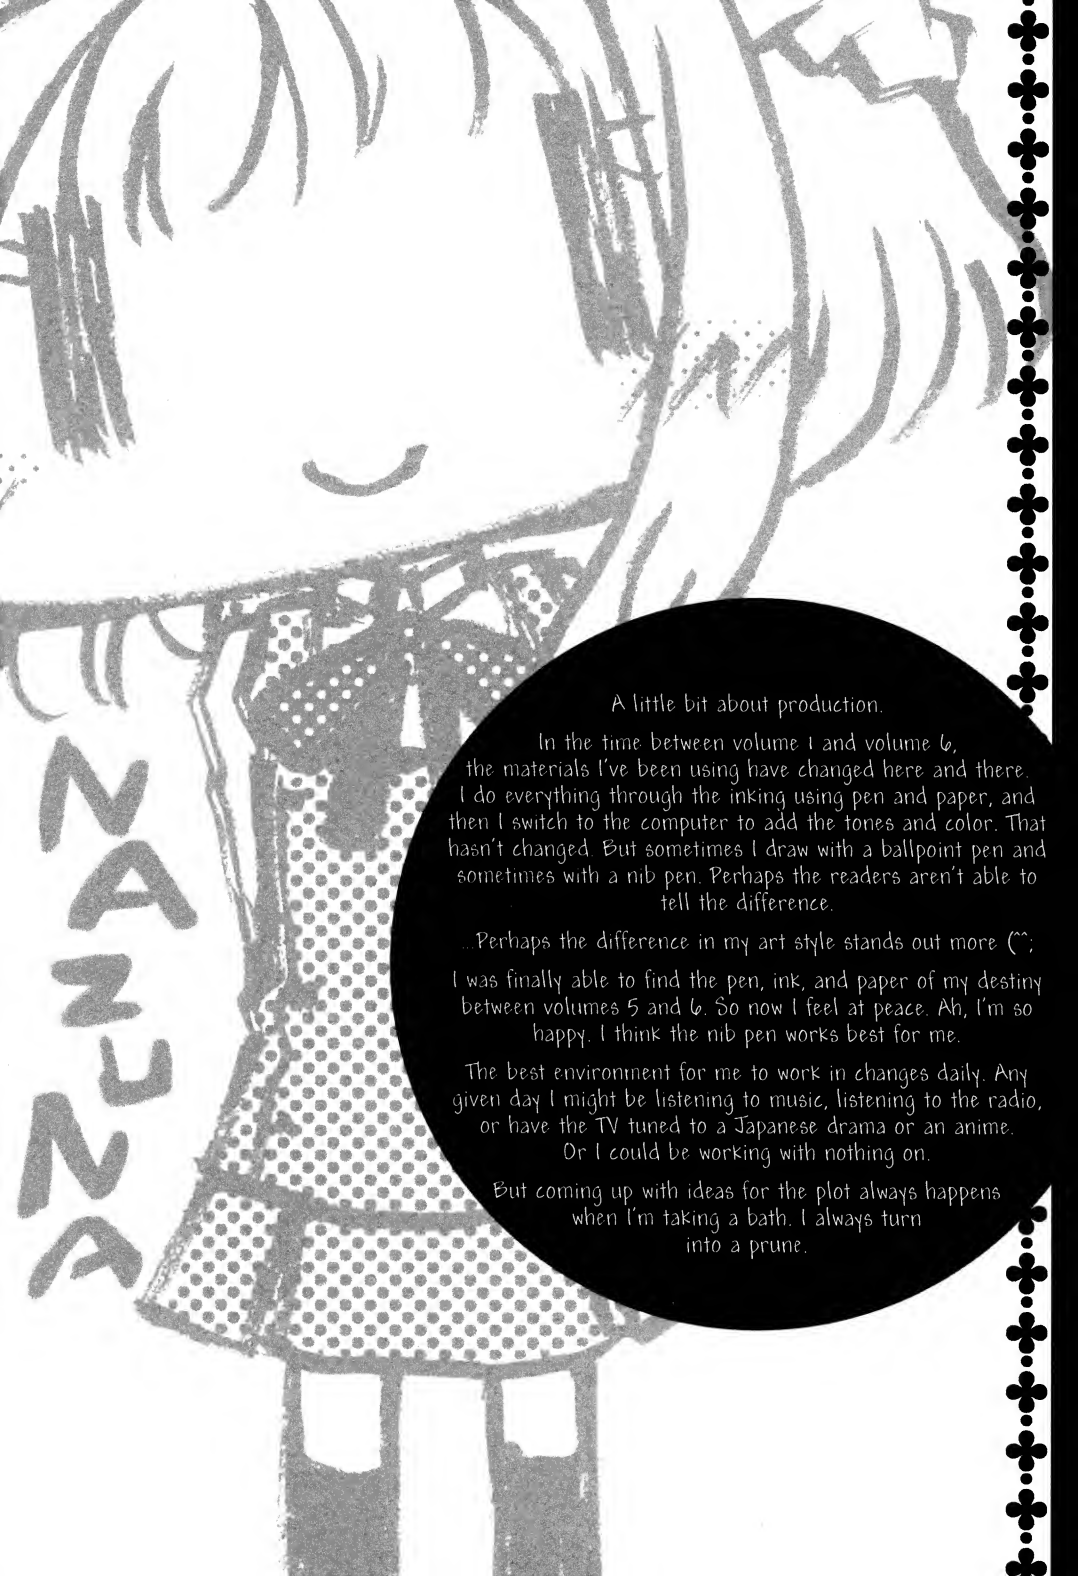 NAZUNA
A little bit about production.
In the time between volume 1 and volume 6,
the materials I've been using have changed here and there.
I do everything through the inking using pen and paper, and
then I switch to the computer to add the tones and color. That
hasn't changed. But sometimes I draw with a ballpoint pen and
sometimes with a nib pen. Perhaps the readers aren't able to
tell the difference.
...Perhaps the difference in my art style stands out more (^^;
I was finally able to find the pen, ink, and paper of my destiny
between volumes 5 and 6. So now I feel at peace. Ah, I'm so
happy. I think the nib pen works best for me.
The best environment for me to work in changes daily. Any
given day I might be listening to music, listening to the radio,
or have the TV tuned to a Japanese drama or an anime.
Or I could be working with nothing on.
But coming up with ideas for the plot always happens
when I'm taking a bath. I always turn
into a prune.